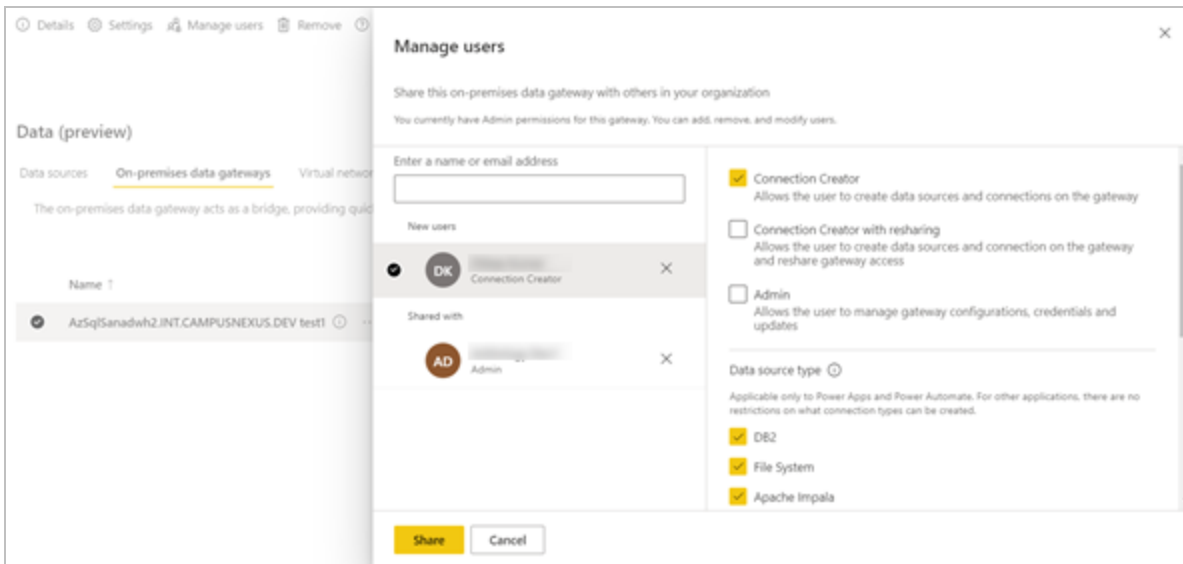 Details Settings Manage users Remove
Data (preview)
Data sources On-premises data gateways Virtual networ
The on-premises data gateway acts as a bridge, providing quic
Name ↑
AzSqlSanadwh2.INT.CAMPUSNEXUS.DEV test1
Manage users
Share this on-premises data gateway with others in your organization
You currently have Admin permissions for this gateway. You can add, remove, and modify users.
Enter a name or email address
New users
DK
Connection Creator
Shared with
AD
Admin
Connection Creator
Allows the user to create data sources and connections on the gateway
Connection Creator with resharing
Allows the user to create data sources and connection on the gateway
and reshare gateway access
Admin
Allows the user to manage gateway configurations, credentials and
updates
Data source type
Applicable only to Power Apps and Power Automate. For other applications, there are no
restrictions on what connection types can be created.
DB2
File System
Apache Impala
Share Cancel